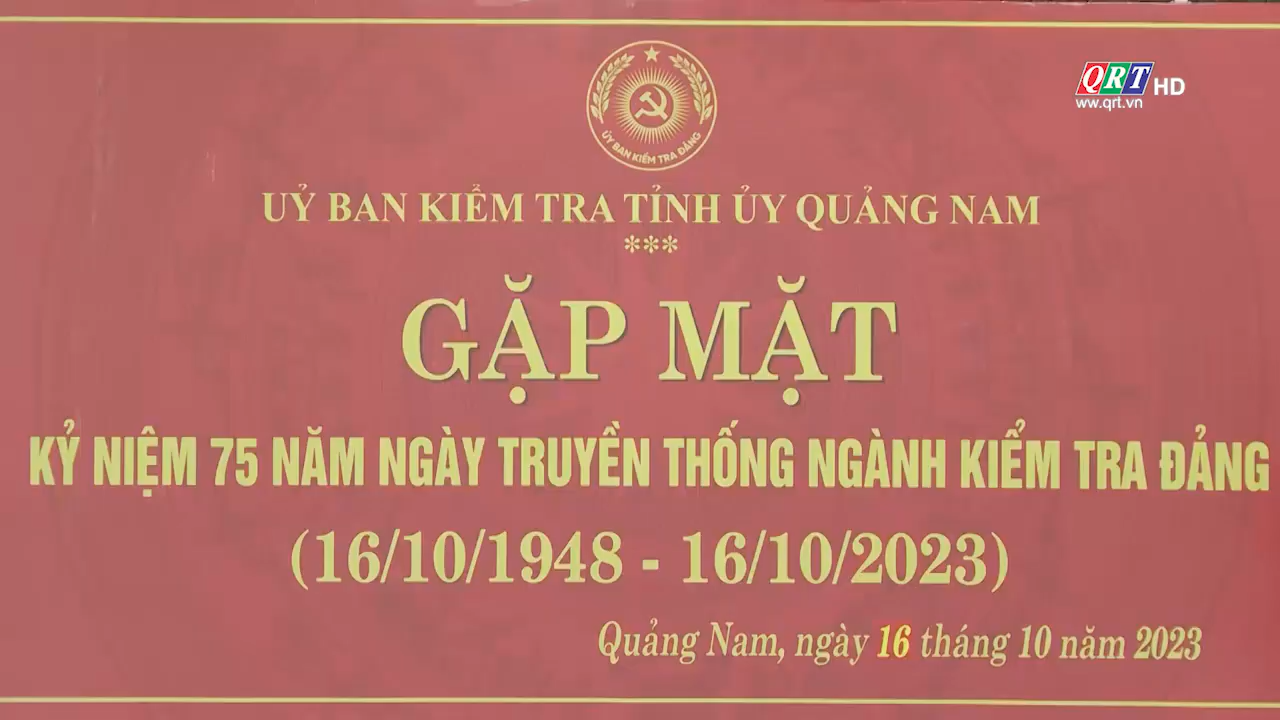 QRT HD
ww.qrt.vn
ỦY BAN KIỂM TRA ĐẢNG
UỶ BAN KIỂM TRA TỈNH ỦY QUẢNG NAM
***
GẶP MẶT
KỶ NIỆM 75 NĂM NGÀY TRUYỀN THỐNG NGÀNH KIỂM TRA ĐẢNG
(16/10/1948 - 16/10/2023)
Quảng Nam, ngày 16 tháng 10 năm 2023